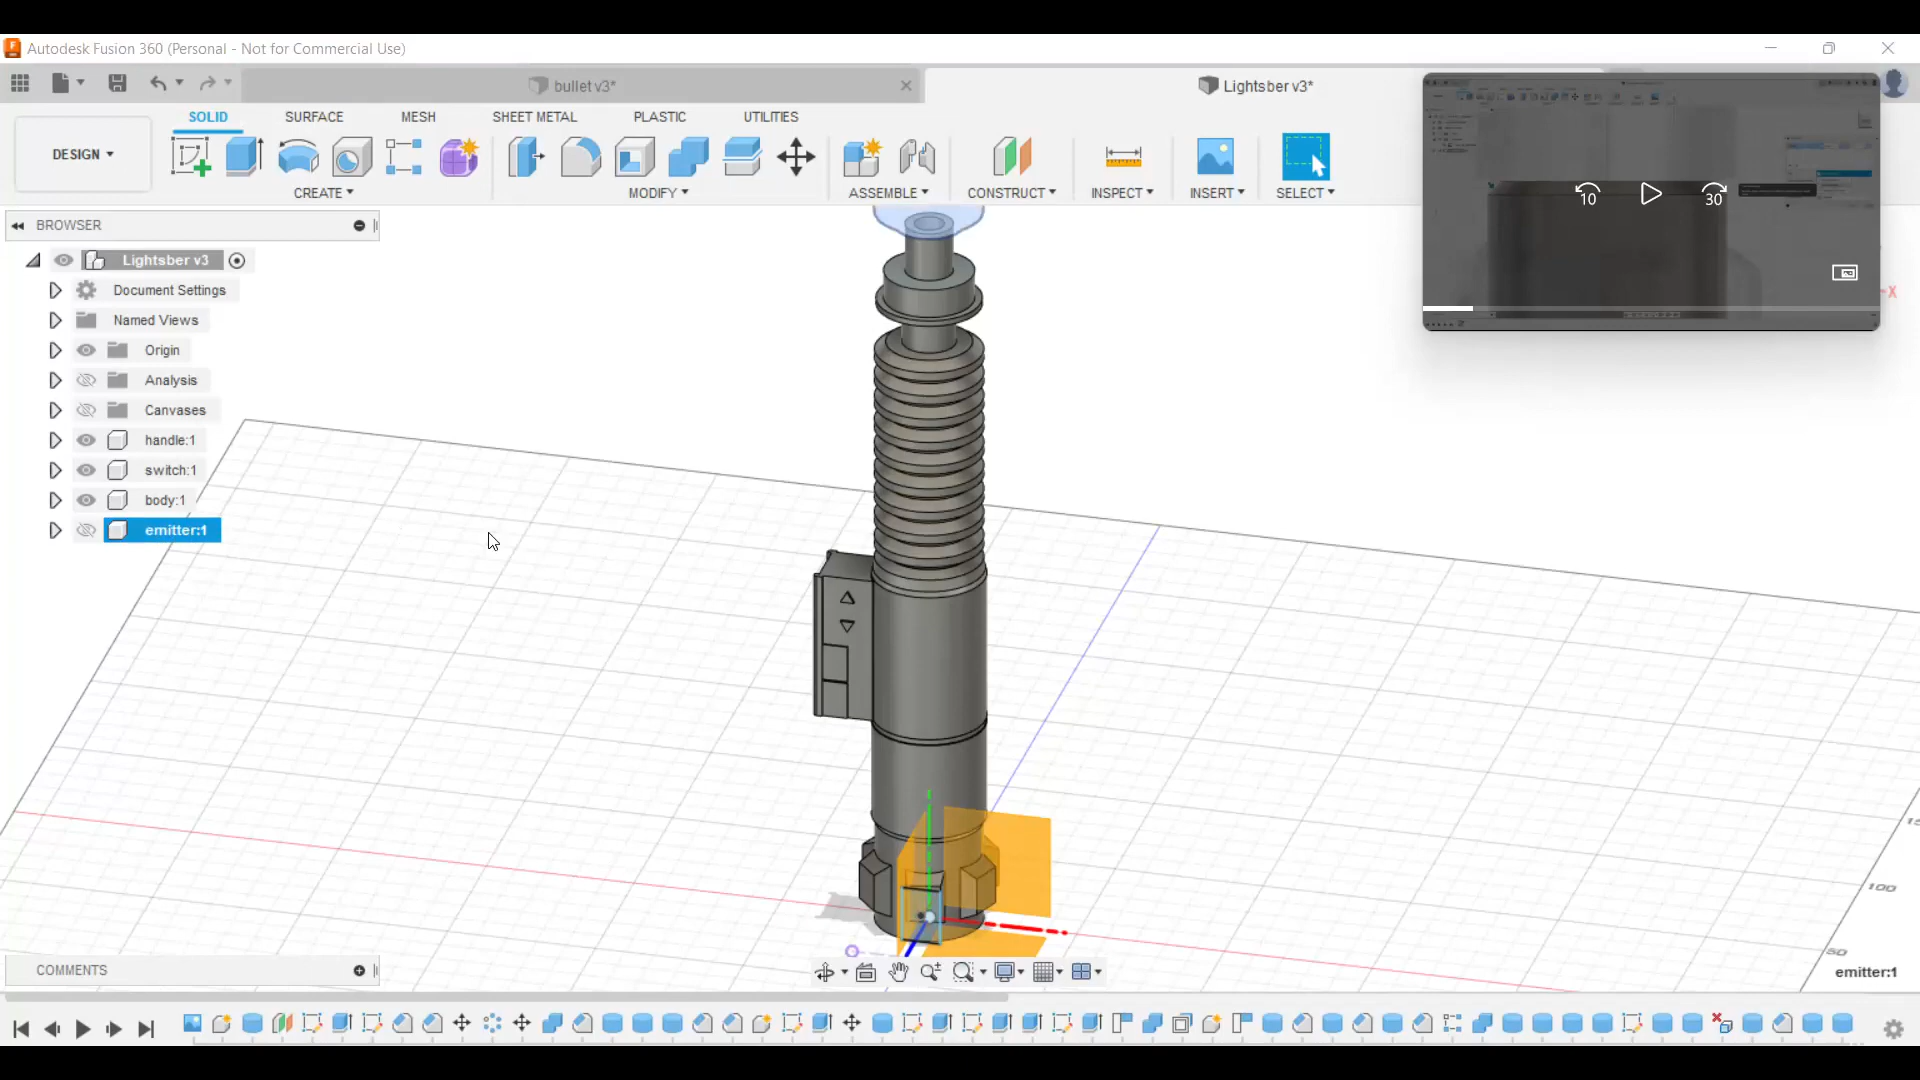 Autodesk Fusion 360 (Personal - Not for Commercial Use)
bullet v3*
Lightsber v3*
SOLID
SURFACE
MESH
SHEET METAL
PLASTIC
UTILITIES
DESIGN
CREATE
MODIFY
ASSEMBLE
CONSTRUCT
INSPECT
INSERT
SELECT
10
30
X
BROWSER
Lightsber v3
Document Settings
Named Views
Origin
Analysis
Canvases
handle:1
switch:1
body:1
emitter:1
100
50
COMMENTS
emitter:1